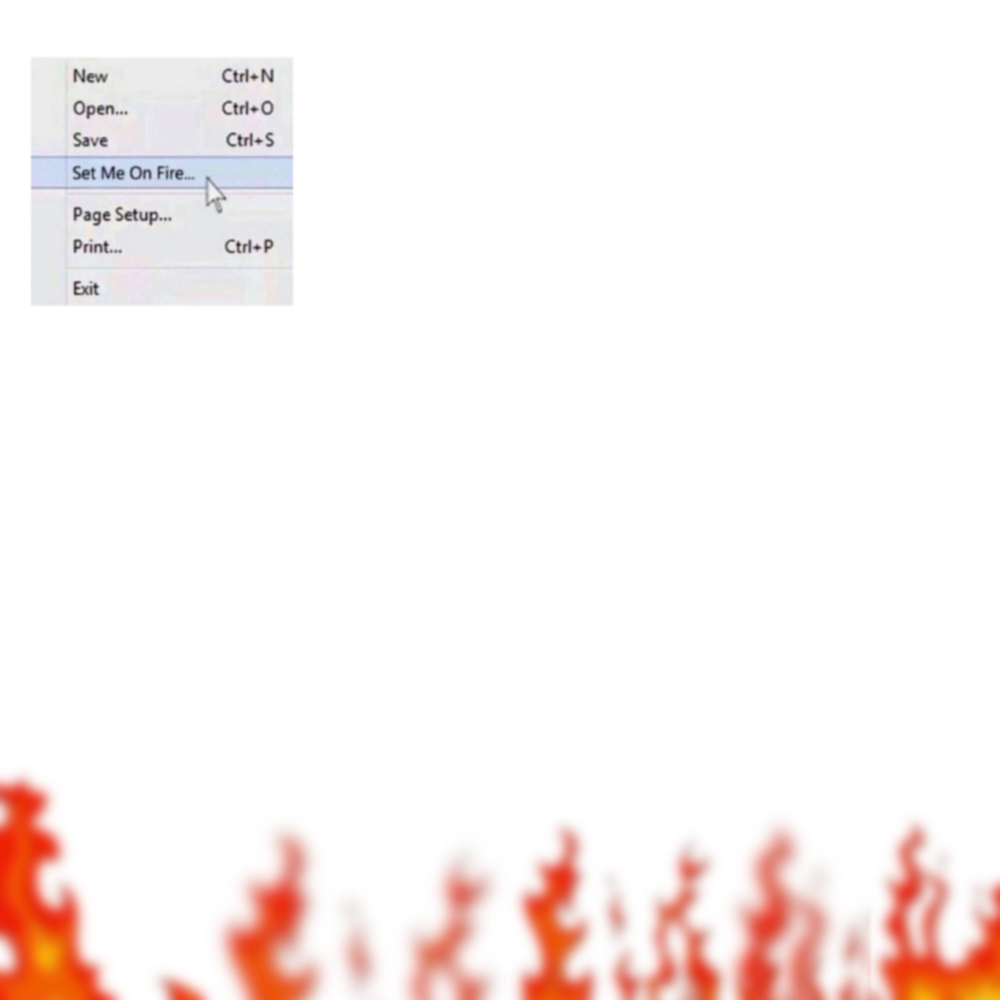 New Ctrl+N
Open... Ctrl+O
Save Ctrl+S
Set Me On Fire...
Page Setup...
Print... Ctrl+P
Exit